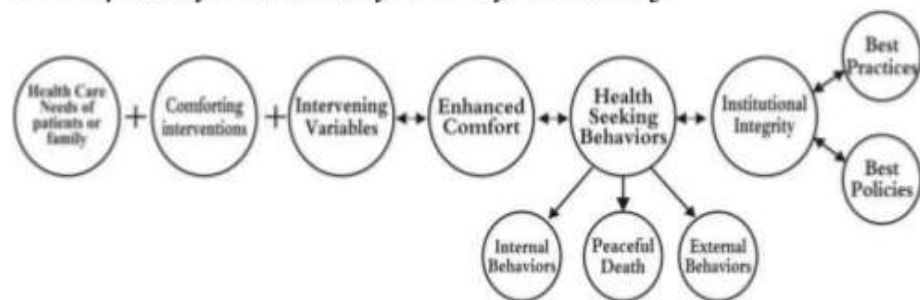 Health Care
Needs of
patients or
family
+
Comforting
interventions
+
Intervening
Variables
Enhanced
Comfort
Health
Seeking
Behaviors
Institutional
Integrity
Best
Practices
Best
Policies
Internal
Behaviors
Peaceful
Death
External
Behaviors